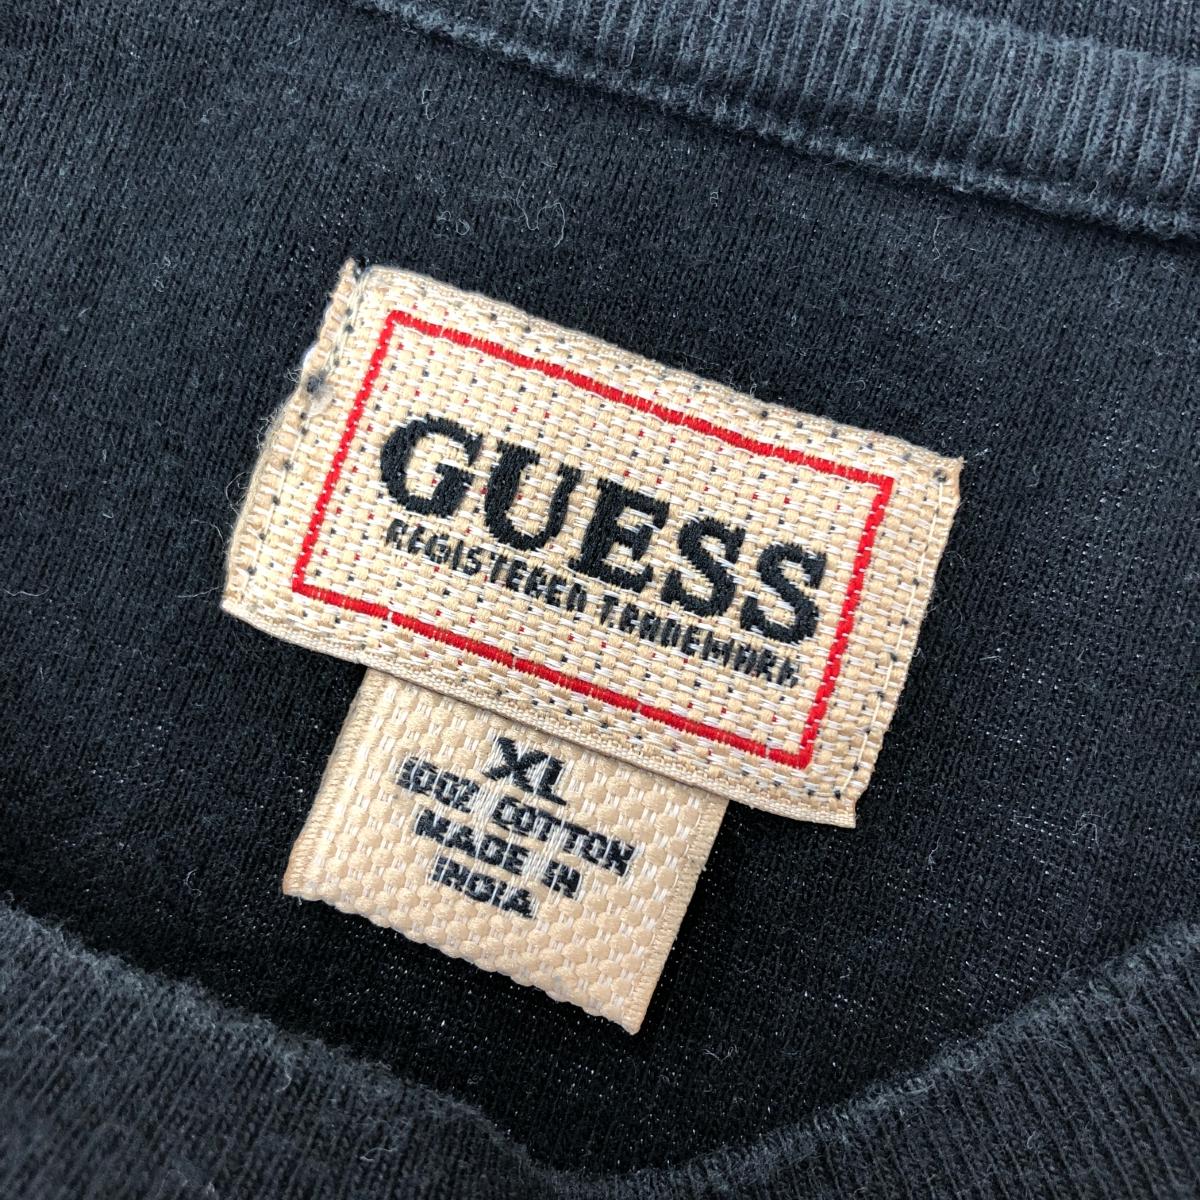 GUESS
REGISTERED TRADEMARK
XL
100% COTTON
MADE IN
INDIA